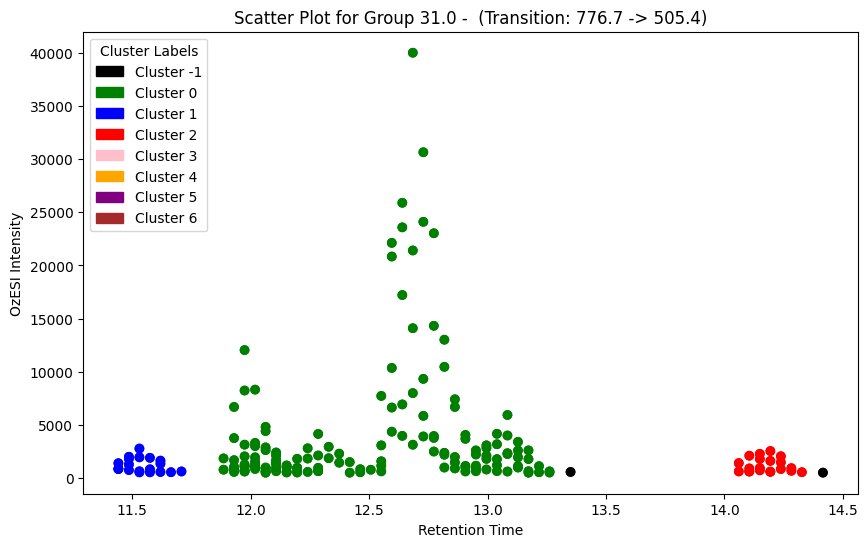 Scatter Plot for Group 31.0 -  (Transition: 776.7 -> 505.4)
Cluster Labels
Cluster -1
Cluster 0
Cluster 1
Cluster 2
Cluster 3
Cluster 4
Cluster 5
Cluster 6
OzESI Intensity
40000
35000
30000
25000
20000
15000
10000
5000
0
11.5 12.0 12.5 13.0 13.5 14.0 14.5
Retention Time